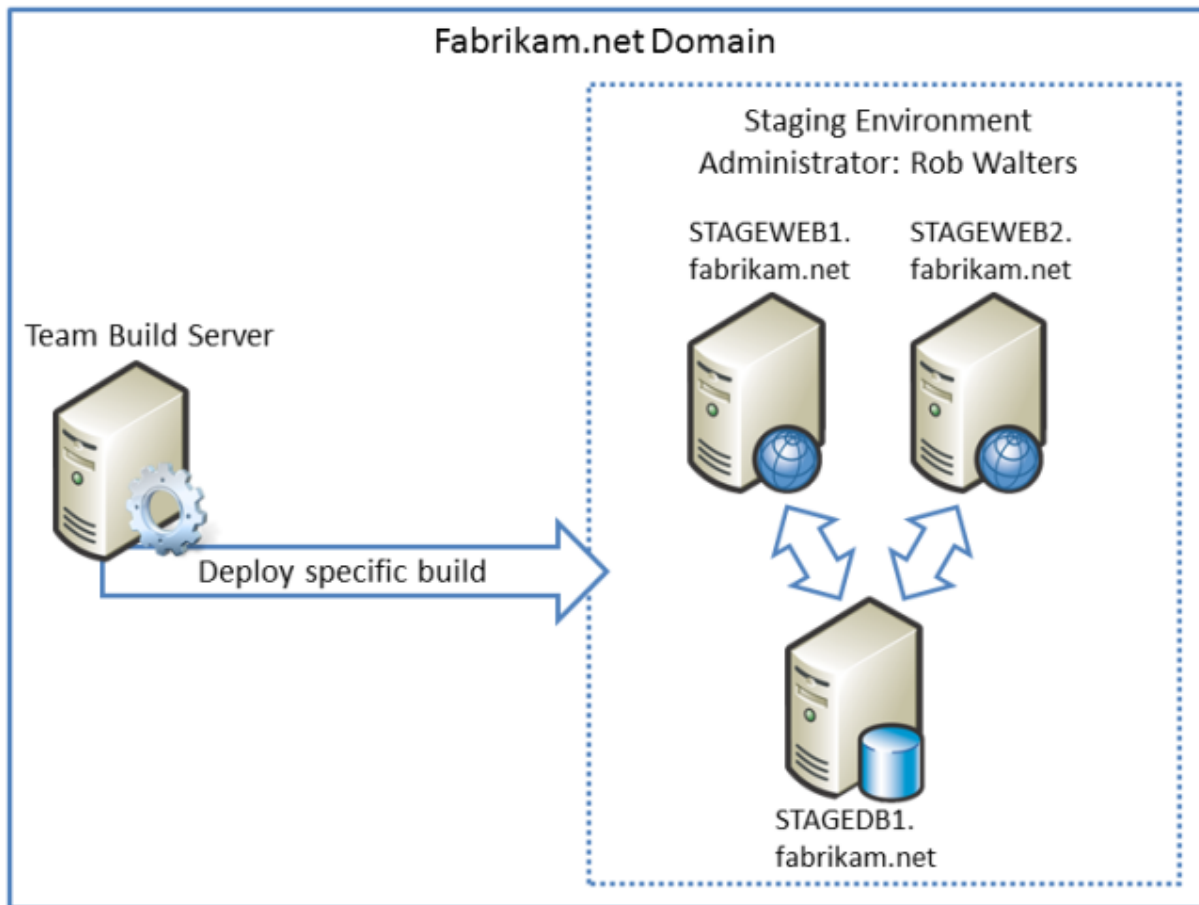 Fabrikam.net Domain
Staging Environment
Administrator: Rob Walters
STAGEWEB1.
fabrikam.net
STAGEWEB2.
fabrikam.net
Team Build Server
Deploy specific build
STAGEDB1.
fabrikam.net